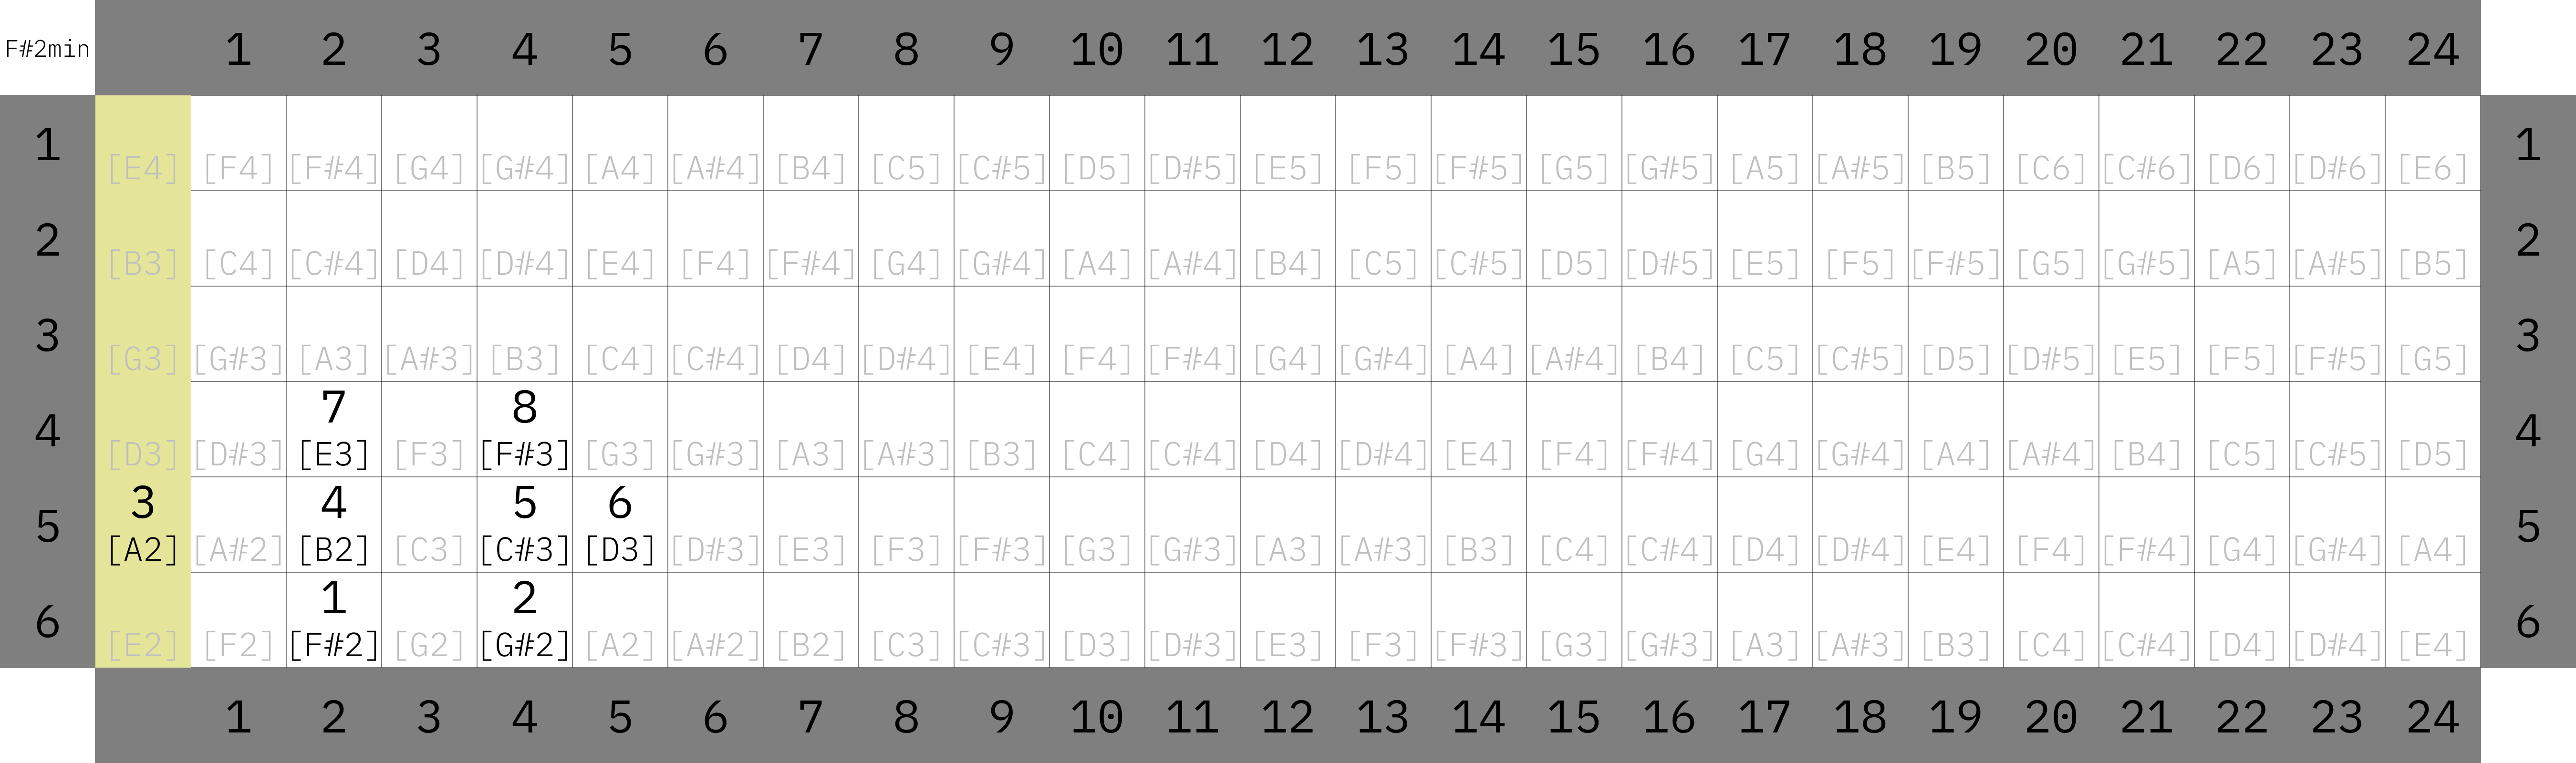 F#2min 1 2 3 4 5 6 7 8 9 10 11 12 13 14 15 16 17 18 19 20 21 22 23 24
1 [E4] [F4] [F#4] [G4] [G#4] [A4] [A#4] [B4] [C5] [C#5] [D5] [D#5] [E5] [F5] [F#5] [G5] [G#5] [A5] [A#5] [B5] [C6] [C#6] [D6] [D#6] [E6] 1
2 [B3] [C4] [C#4] [D4] [D#4] [E4] [F4] [F#4] [G4] [G#4] [A4] [A#4] [B4] [C5] [C#5] [D5] [D#5] [E5] [F5] [F#5] [G5] [G#5] [A5] [A#5] [B5] 2
3 [G3] [G#3] [A3] [A#3] [B3] [C4] [C#4] [D4] [D#4] [E4] [F4] [F#4] [G4] [G#4] [A4] [A#4] [B4] [C5] [C#5] [D5] [D#5] [E5] [F5] [F#5] [G5] 3
7 8
4 [D3] [D#3] [E3] [F3] [F#3] [G3] [G#3] [A3] [A#3] [B3] [C4] [C#4] [D4] [D#4] [E4] [F4] [F#4] [G4] [G#4] [A4] [A#4] [B4] [C5] [C#5] [D5] 4
3 4 5 6
5 [A2] [A#2] [B2] [C3] [C#3] [D3] [D#3] [E3] [F3] [F#3] [G3] [G#3] [A3] [A#3] [B3] [C4] [C#4] [D4] [D#4] [E4] [F4] [F#4] [G4] [G#4] [A4] 5
1 2
6 [E2] [F2] [F#2] [G2] [G#2] [A2] [A#2] [B2] [C3] [C#3] [D3] [D#3] [E3] [F3] [F#3] [G3] [G#3] [A3] [A#3] [B3] [C4] [C#4] [D4] [D#4] [E4] 6
1 2 3 4 5 6 7 8 9 10 11 12 13 14 15 16 17 18 19 20 21 22 23 24